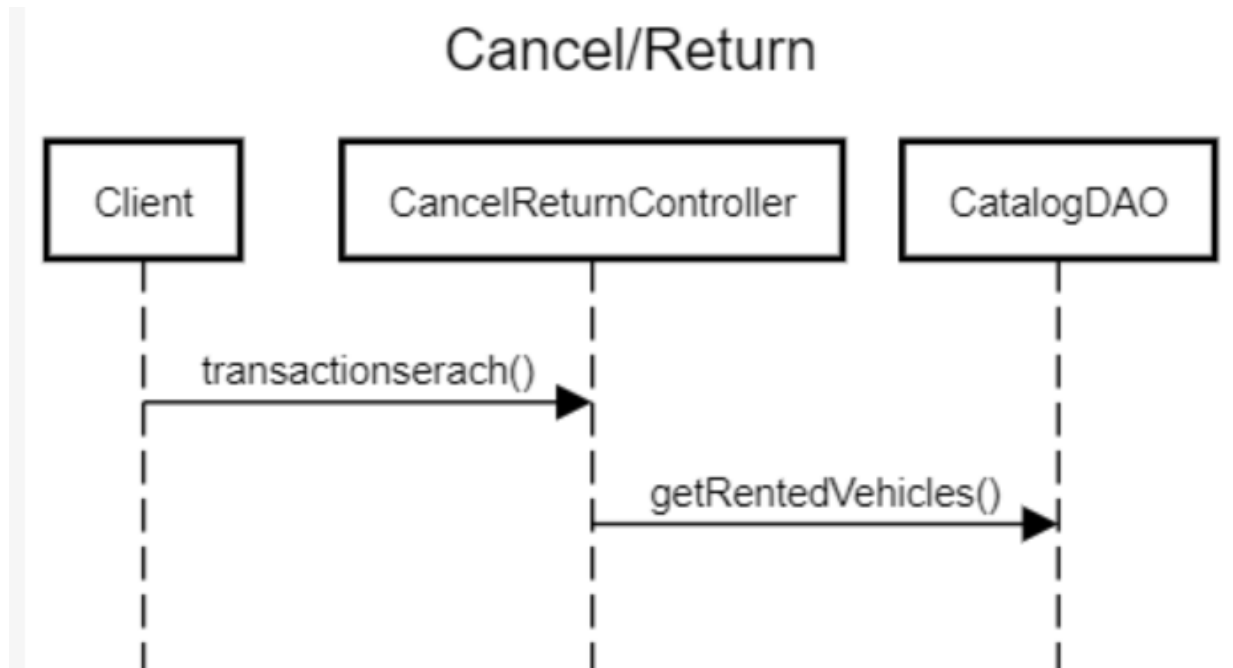 Cancel/Return
Client
CancelReturnController
CatalogDAO
transactionserach()
getRentedVehicles()